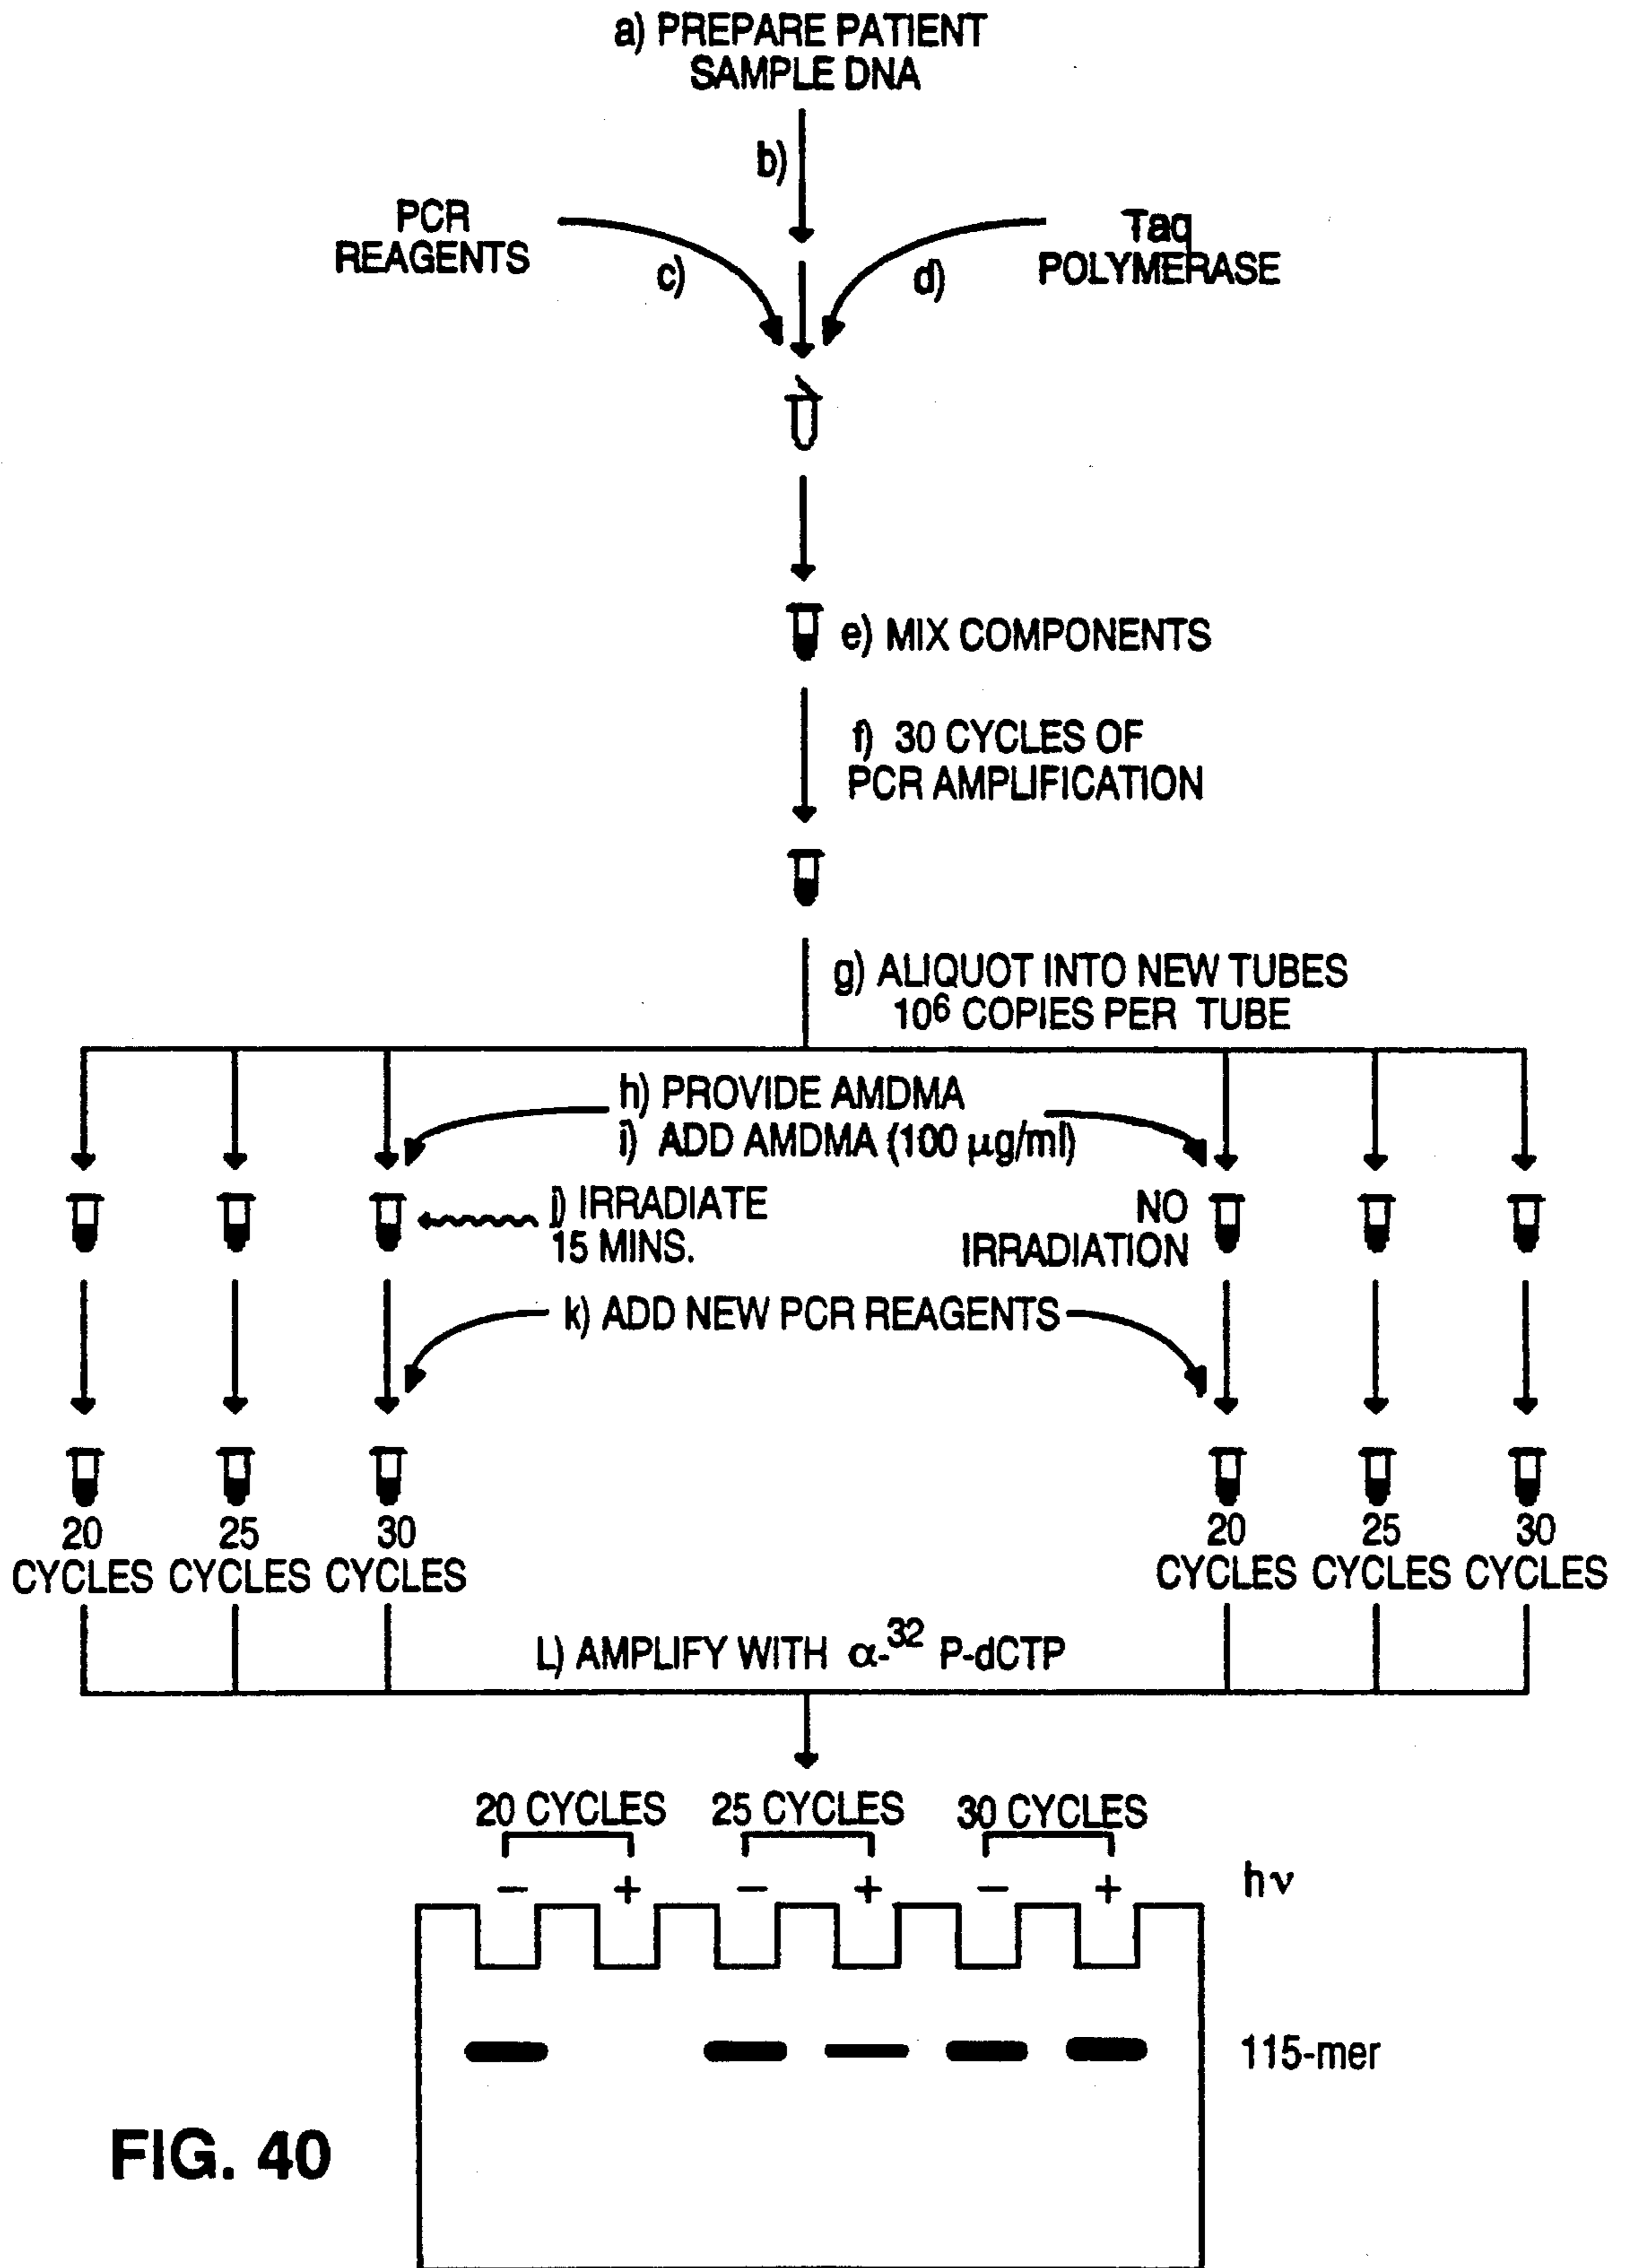 a) PREPARE PATIENT
SAMPLE DNA
b)
PCR
REAGENTS
c)
d)
Taq
POLYMERASE
e) MIX COMPONENTS
f) 30 CYCLES OF
PCR AMPLIFICATION
g) ALIQUOT INTO NEW TUBES
10⁶ COPIES PER TUBE
h) PROVIDE AMDMA
i) ADD AMDMA (100 µg/ml)
j) IRRADIATE
15 MINS.
NO
IRRADIATION
k) ADD NEW PCR REAGENTS
20 25 30 20 25 30
CYCLES CYCLES CYCLES CYCLES CYCLES CYCLES
L) AMPLIFY WITH α-³² P-dCTP
20 CYCLES 25 CYCLES 30 CYCLES
− + − + − + hν
115-mer
FIG. 40